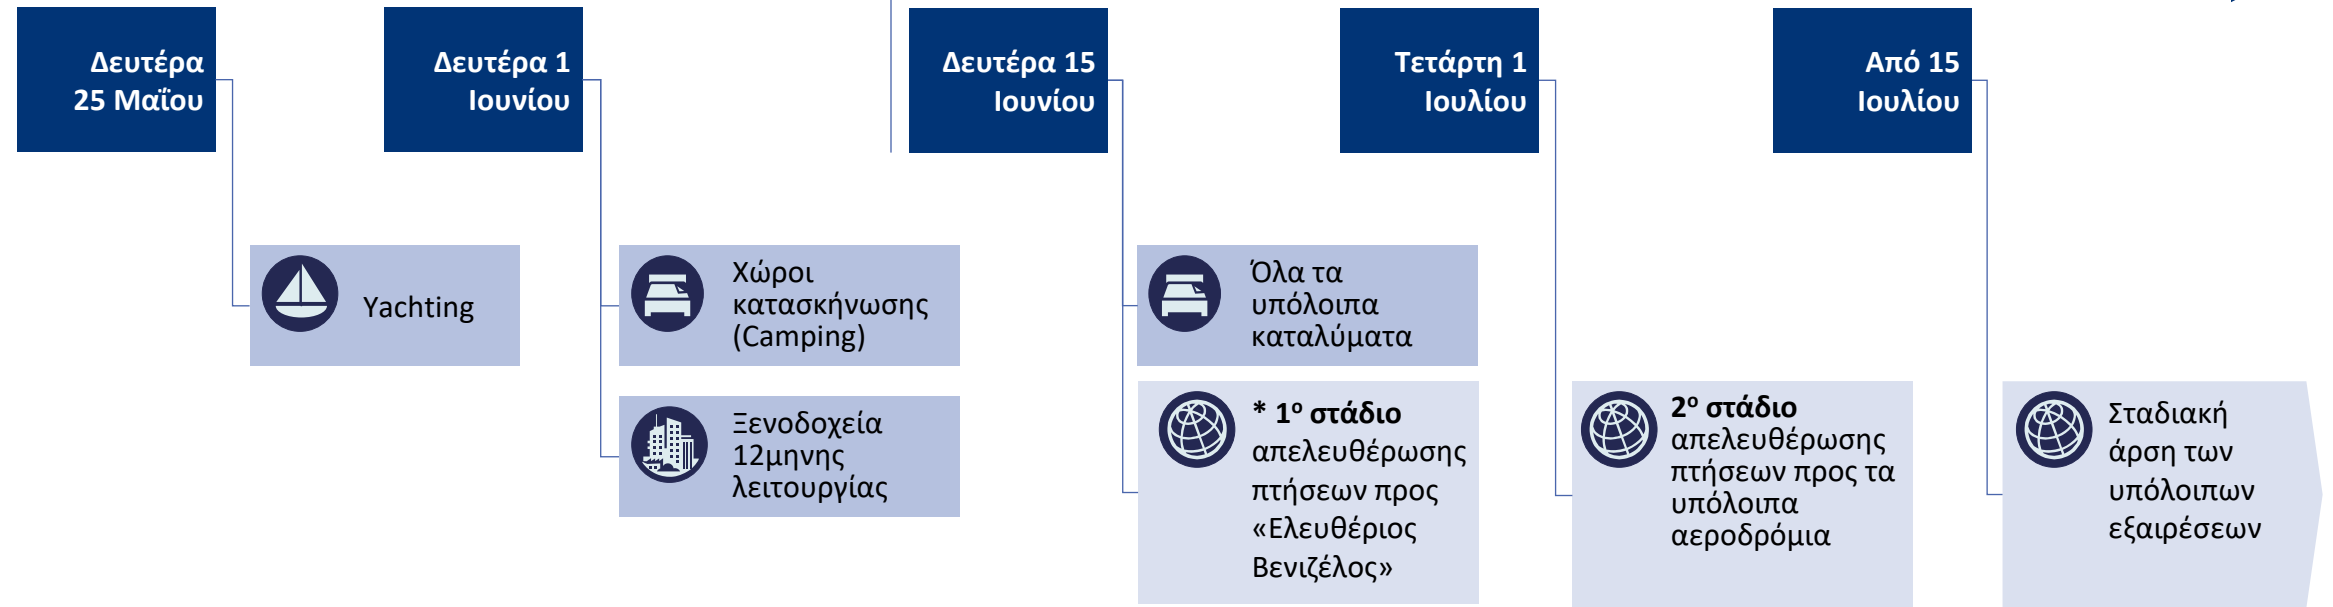 Δευτέρα
25 Μαΐου
Δευτέρα 1
Ιουνίου
Δευτέρα 15
Ιουνίου
Τετάρτη 1
Ιουλίου
Από 15
Ιουλίου
Yachting
Χώροι
κατασκήνωσης
(Camping)
Ξενοδοχεία
12μηνης
λειτουργίας
Όλα τα
υπόλοιπα
καταλύματα
* 1ο στάδιο
απελευθέρωσης
πτήσεων προς
«Ελευθέριος
Βενιζέλος»
2ο στάδιο
απελευθέρωσης
πτήσεων προς τα
υπόλοιπα
αεροδρόμια
Σταδιακή
άρση των
υπόλοιπων
εξαιρέσεων